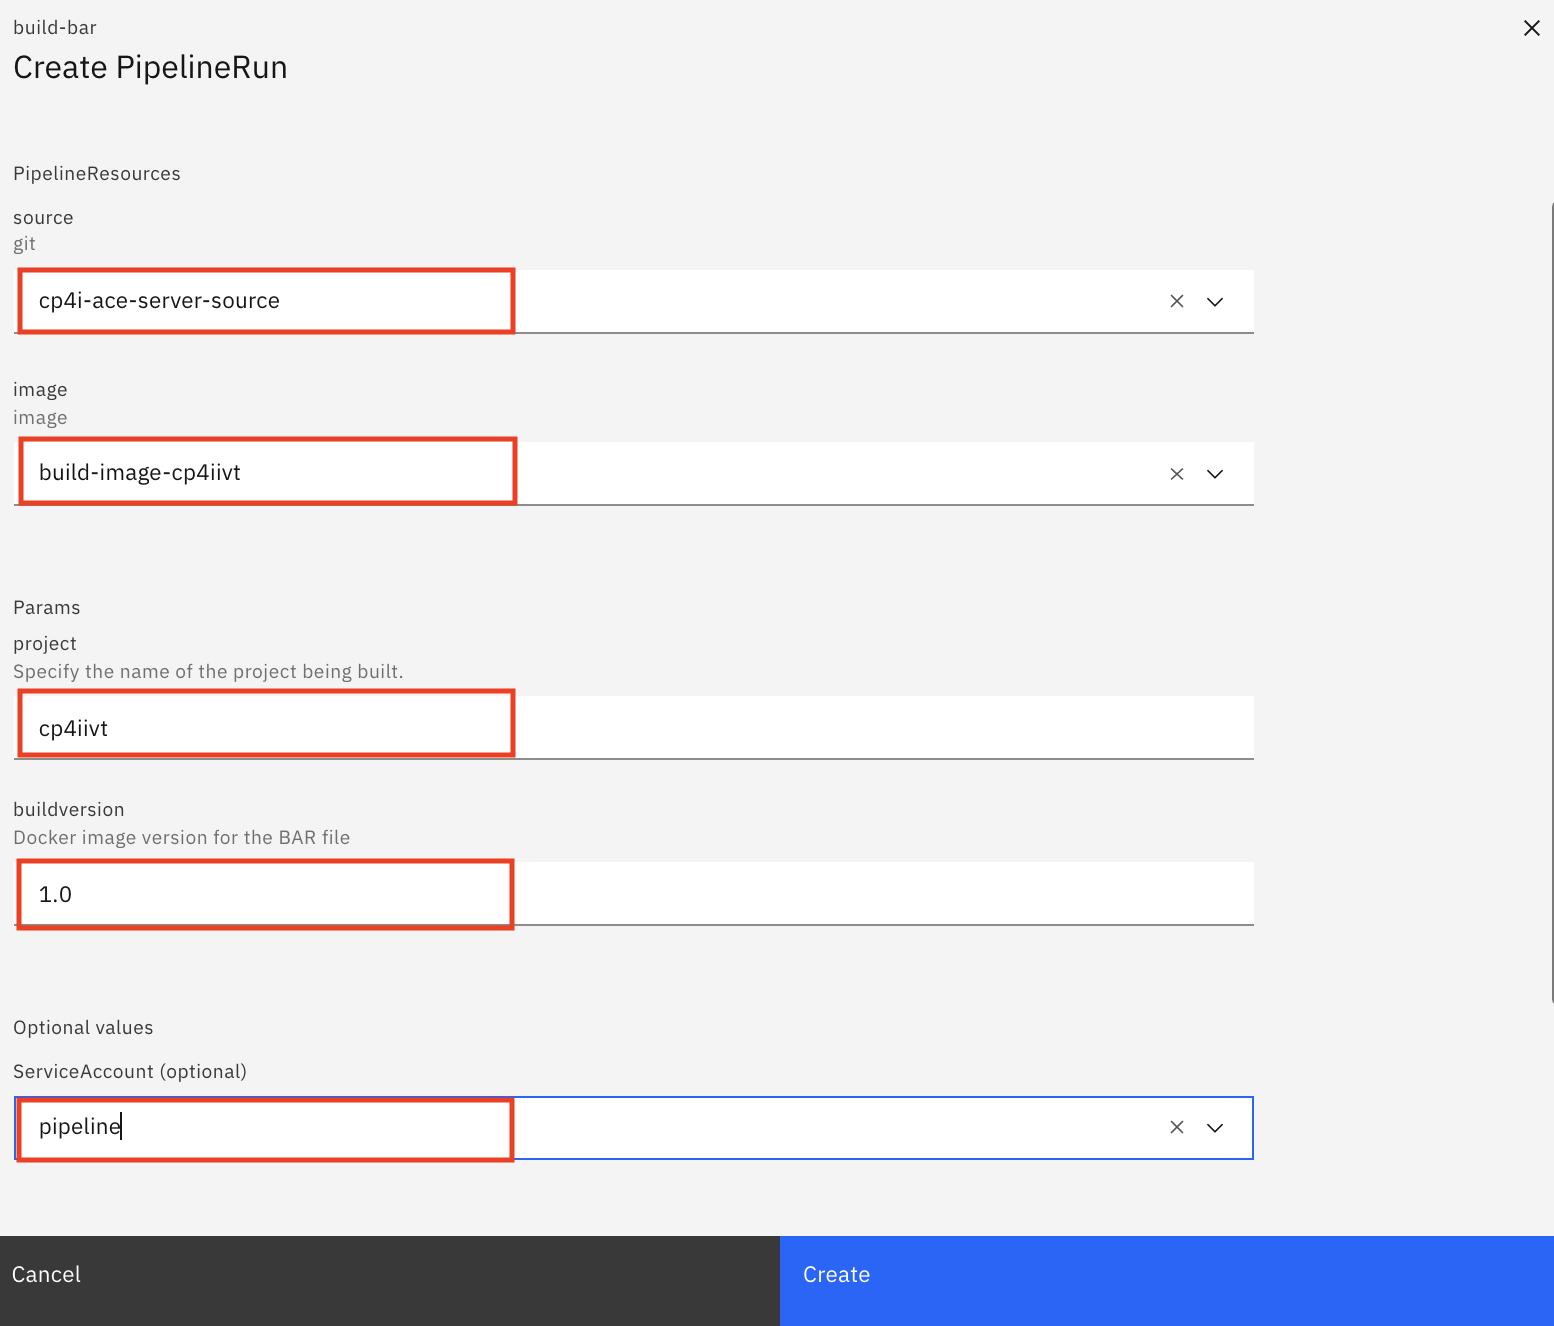 build-bar
Create PipelineRun
PipelineResources
source
git
cp4i-ace-server-source
image
image
build-image-cp4iivt
Params
project
Specify the name of the project being built.
cp4iivt
buildversion
Docker image version for the BAR file
1.0
Optional values
ServiceAccount (optional)
pipeline
Cancel
Create